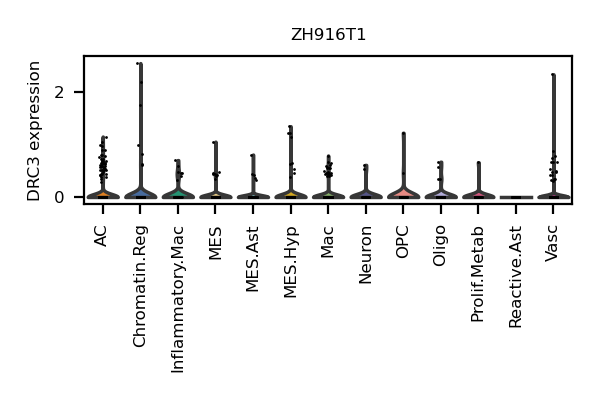 ZH916T1
DRC3 expression
2
0
AC
Chromatin.Reg
Inflammatory.Mac
MES
MES.Ast
MES.Hyp
Mac
Neuron
OPC
Oligo
Prolif.Metab
Reactive.Ast
Vasc